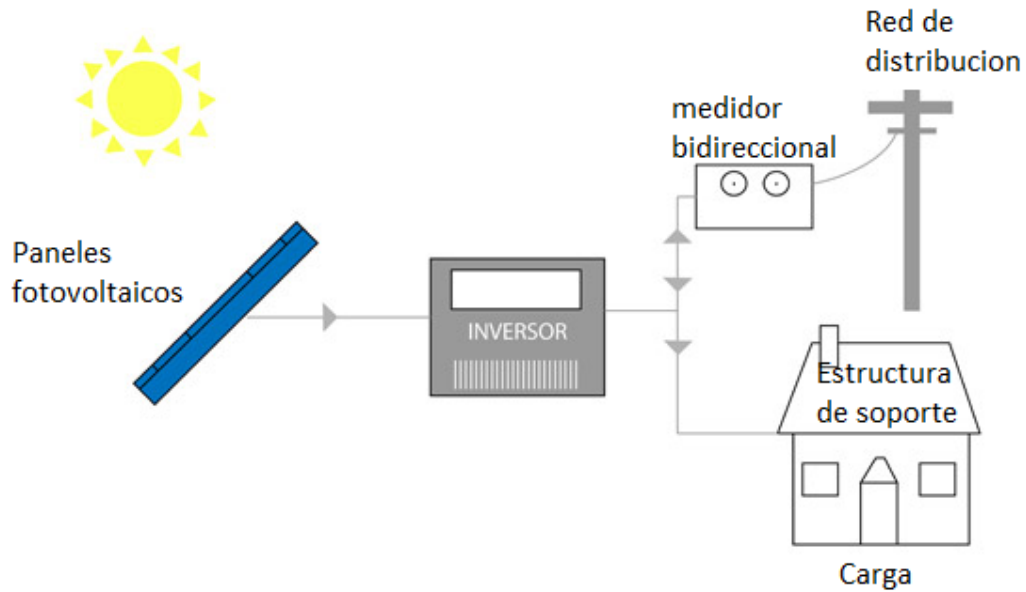 Red de
distribucion
medidor
bidireccional
Paneles
fotovoltaicos
INVERSOR
Estructura
de soporte
Carga